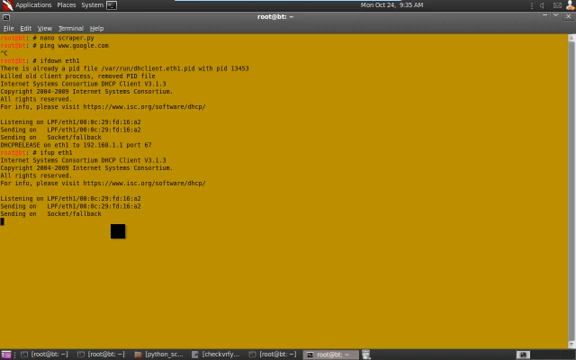 Applications Places System
Mon Oct 24, 9:35 AM
root@bt: ~
File Edit View Terminal Help
root@bt: # nano scraper.py
root@bt: # ping www.google.com
^C
root@bt: # ifdown eth1
There is already a pid file /var/run/dhclient.eth1.pid with pid 13453
killed old client process, removed PID file
Internet Systems Consortium DHCP Client V3.1.3
Copyright 2004-2009 Internet Systems Consortium.
All rights reserved.
For info, please visit https://www.isc.org/software/dhcp/
Listening on LPF/eth1/00:0c:29:fd:16:a2
Sending on LPF/eth1/00:0c:29:fd:16:a2
Sending on Socket/fallback
DHCPRELEASE on eth1 to 192.168.1.1 port 67
root@bt: # ifup eth1
Internet Systems Consortium DHCP Client V3.1.3
Copyright 2004-2009 Internet Systems Consortium.
All rights reserved.
For info, please visit https://www.isc.org/software/dhcp/
Listening on LPF/eth1/00:0c:29:fd:16:a2
Sending on LPF/eth1/00:0c:29:fd:16:a2
Sending on Socket/fallback
[root@bt: ~] [root@bt: ~] [python_sc... [checkvrfy... [root@bt: ~] root@bt: ~